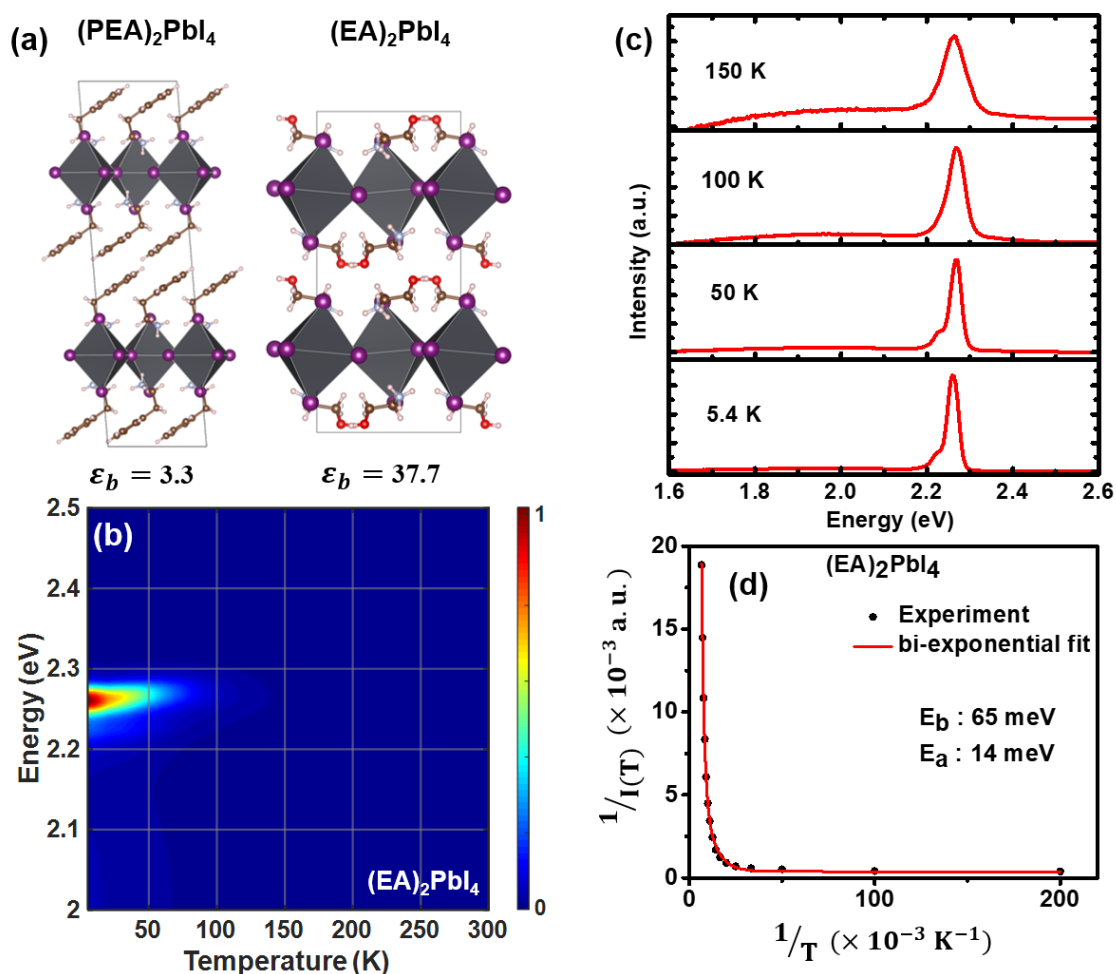 (a)
(PEA)₂PbI₄
(EA)₂PbI₄
ε_b = 3.3
ε_b = 37.7
(b)
2.5
2.4
2.3
2.2
2.1
2
Energy (eV)
50 100 150 200 250 300
Temperature (K)
(EA)₂PbI₄
1
0
(c)
150 K
100 K
50 K
5.4 K
Intensity (a.u.)
1.6 1.8 2.0 2.2 2.4 2.6
Energy (eV)
(d)
(EA)₂PbI₄
Experiment
bi-exponential fit
E_b : 65 meV
E_a : 14 meV
20
15
10
5
0
1/I(T) (× 10⁻³ a. u.)
0 100 200
1/T (× 10⁻³ K⁻¹)